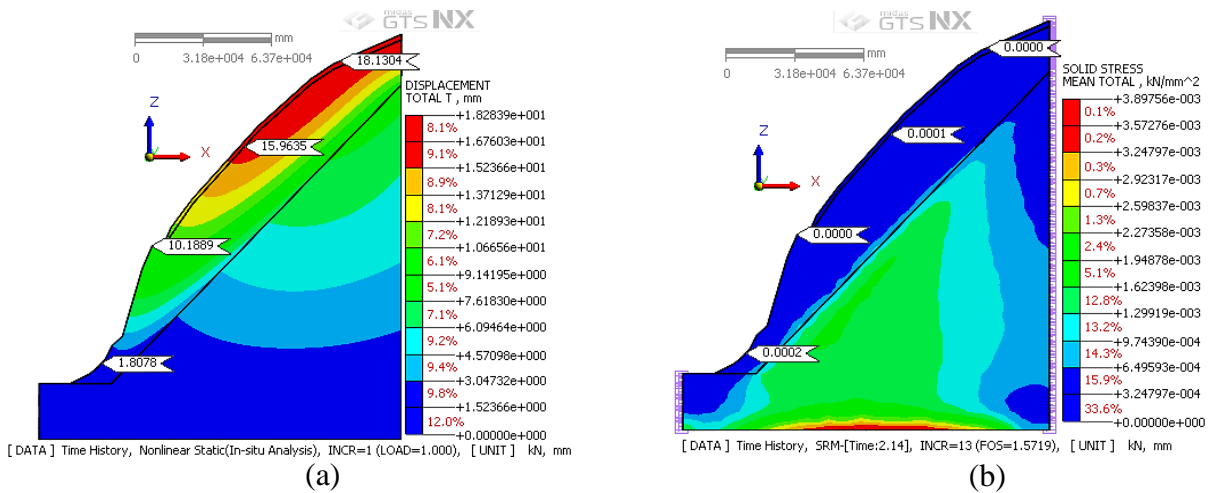 midas
GTS NX
mm
0 3.18e+004 6.37e+004
18.1304
DISPLACEMENT
TOTAL T , mm
+1.82839e+001
8.1%
+1.67603e+001
9.1%
+1.52366e+001
8.9%
+1.37129e+001
8.1%
+1.21893e+001
7.2%
+1.06656e+001
6.1%
+9.14195e+000
5.1%
+7.61830e+000
7.1%
+6.09464e+000
9.2%
+4.57098e+000
9.4%
+3.04732e+000
9.8%
+1.52366e+000
12.0%
+0.00000e+000
Z
X
15.9635
10.1889
1.8078
[ DATA ] Time History, Nonlinear Static(In-situ Analysis), INCR=1 (LOAD=1.000), [ UNIT ] kN, mm
(a)
midas
GTS NX
mm
0 3.18e+004 6.37e+004
0.0000
SOLID STRESS
MEAN TOTAL , kN/mm^2
+3.89756e-003
0.1%
+3.57276e-003
0.2%
+3.24797e-003
0.3%
+2.92317e-003
0.7%
+2.59837e-003
1.3%
+2.27358e-003
2.4%
+1.94878e-003
5.1%
+1.62398e-003
12.8%
+1.29919e-003
13.2%
+9.74390e-004
14.3%
+6.49593e-004
15.9%
+3.24797e-004
33.6%
+0.00000e+000
Z
X
0.0001
0.0000
0.0002
[ DATA ] Time History, SRM-[Time:2.14], INCR=13 (FOS=1.5719), [ UNIT ] kN, mm
(b)